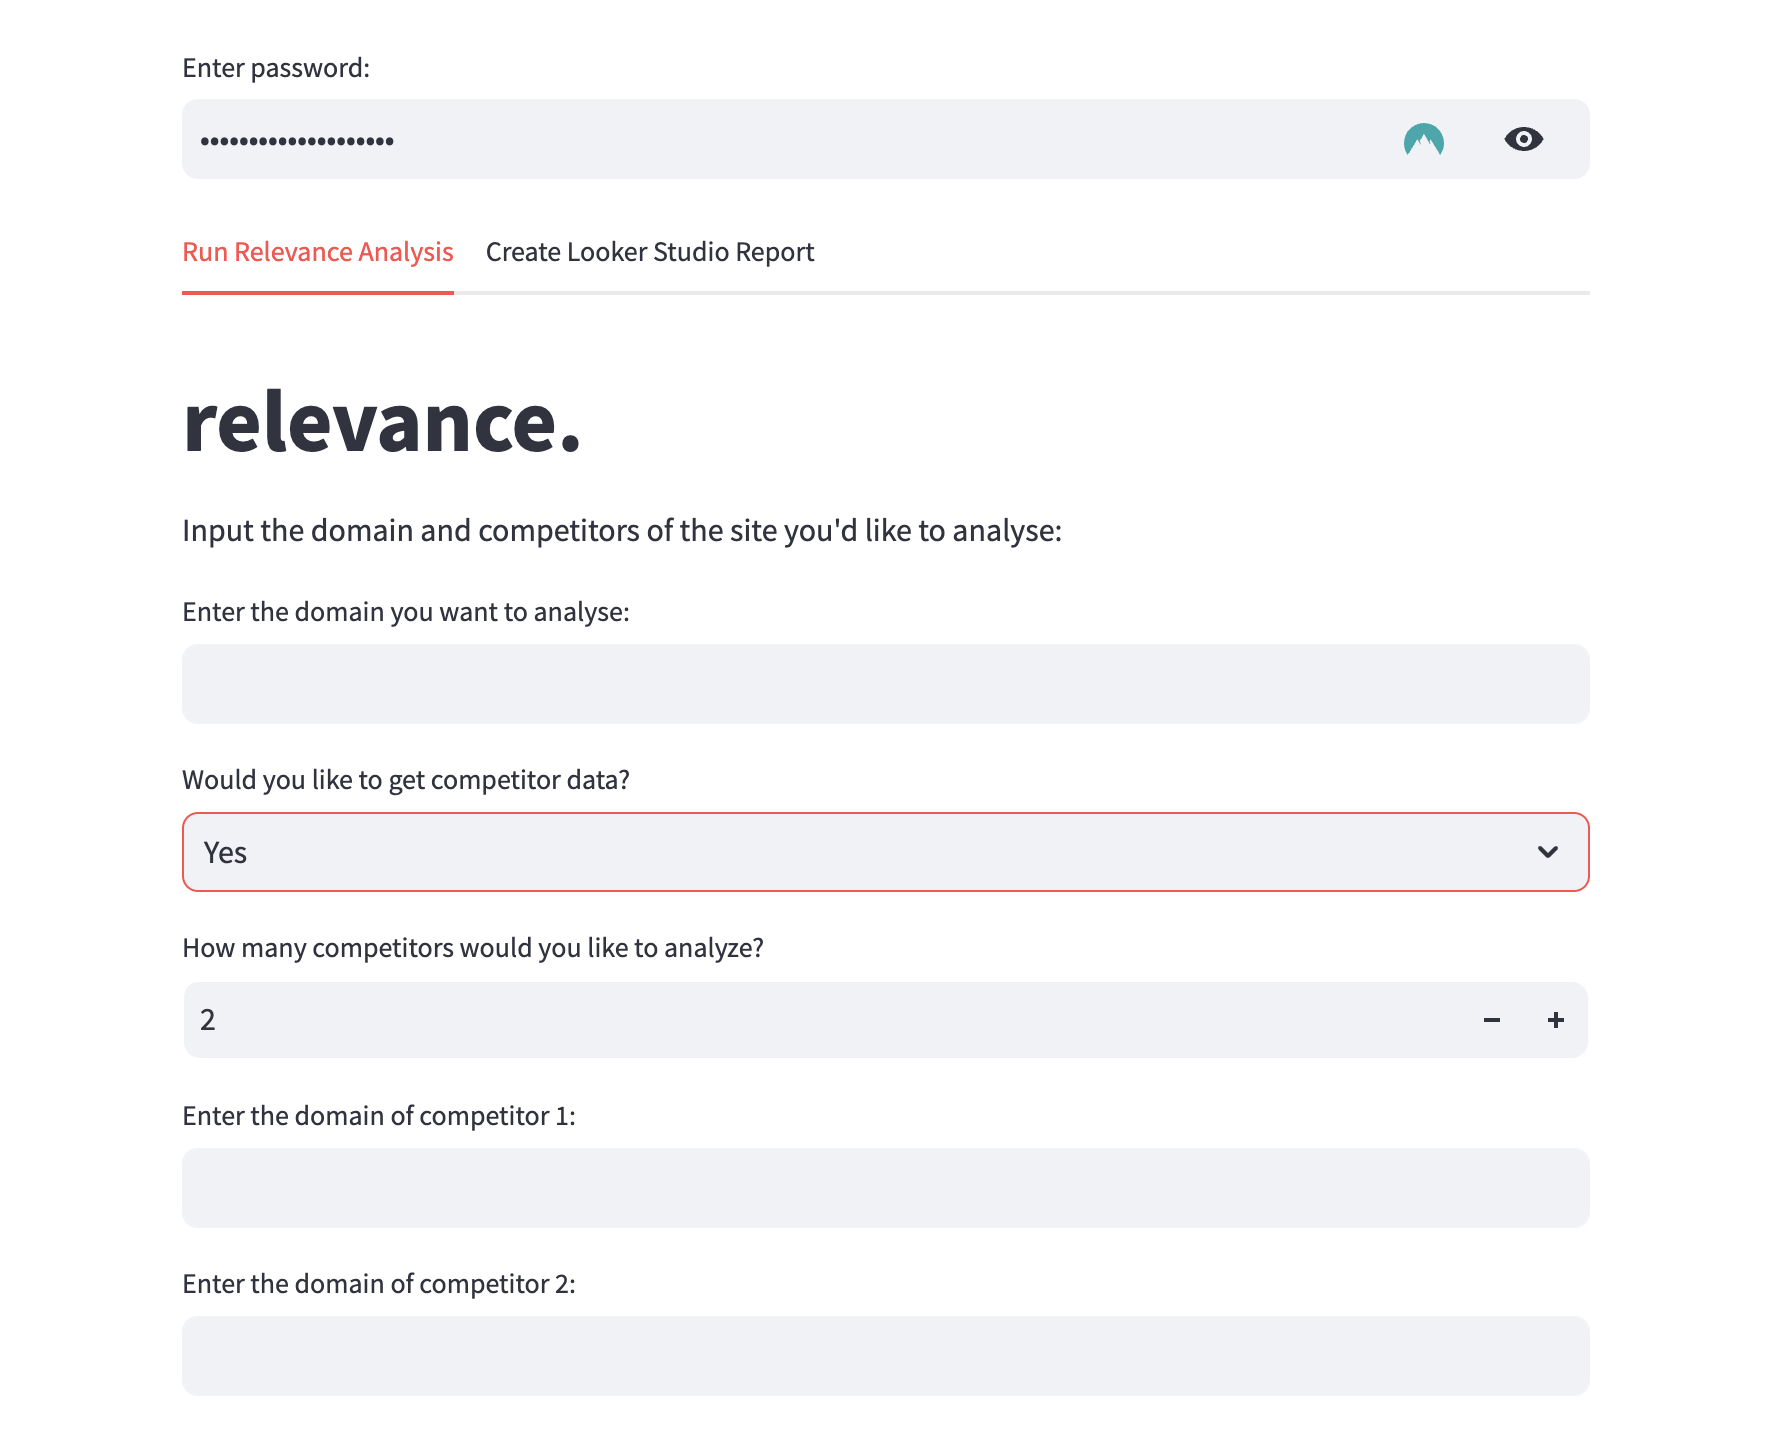 Enter password:
••••••••••••••••••••
Run Relevance Analysis Create Looker Studio Report
relevance.
Input the domain and competitors of the site you'd like to analyse:
Enter the domain you want to analyse:
Would you like to get competitor data?
Yes
How many competitors would you like to analyze?
2
Enter the domain of competitor 1:
Enter the domain of competitor 2: